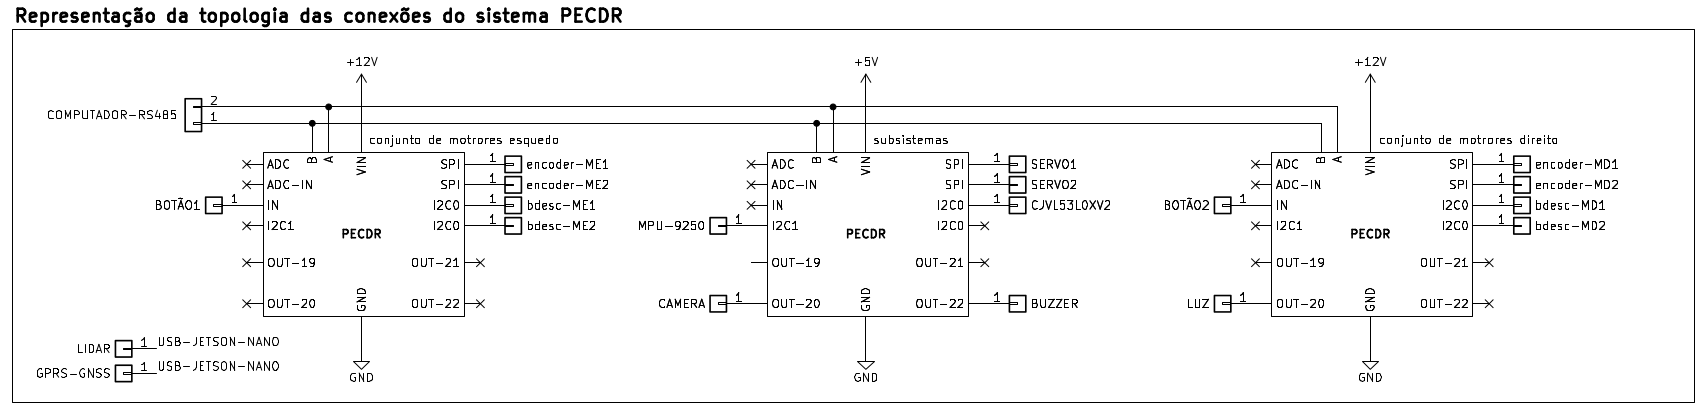 Representação da topologia das conexões do sistema PECDR
+12V
+5V
+12V
COMPUTADOR-RS485
2
1
conjunto de motores esquedo
B
A
VIN
ADC
ADC-IN
BOTÃO1
1
IN
I2C1
OUT-19
OUT-20
PECDR
GND
SPI
1
encoder-ME1
SPI
1
encoder-ME2
I2C0
1
bdesc-ME1
I2C0
1
bdesc-ME2
OUT-21
OUT-22
GND
subsistemas
B
A
VIN
ADC
ADC-IN
IN
MPU-9250
1
I2C1
OUT-19
CAMERA
1
OUT-20
PECDR
GND
SPI
1
SERVO1
SPI
1
SERVO2
I2C0
1
CJVL53L0XV2
I2C0
OUT-21
OUT-22
1
BUZZER
GND
conjunto de motores direito
B
A
VIN
ADC
ADC-IN
BOTÃO2
1
IN
I2C1
OUT-19
LUZ
1
OUT-20
PECDR
GND
SPI
1
encoder-MD1
SPI
1
encoder-MD2
I2C0
1
bdesc-MD1
I2C0
1
bdesc-MD2
OUT-21
OUT-22
GND
LIDAR
1
USB-JETSON-NANO
GPRS-GNSS
1
USB-JETSON-NANO